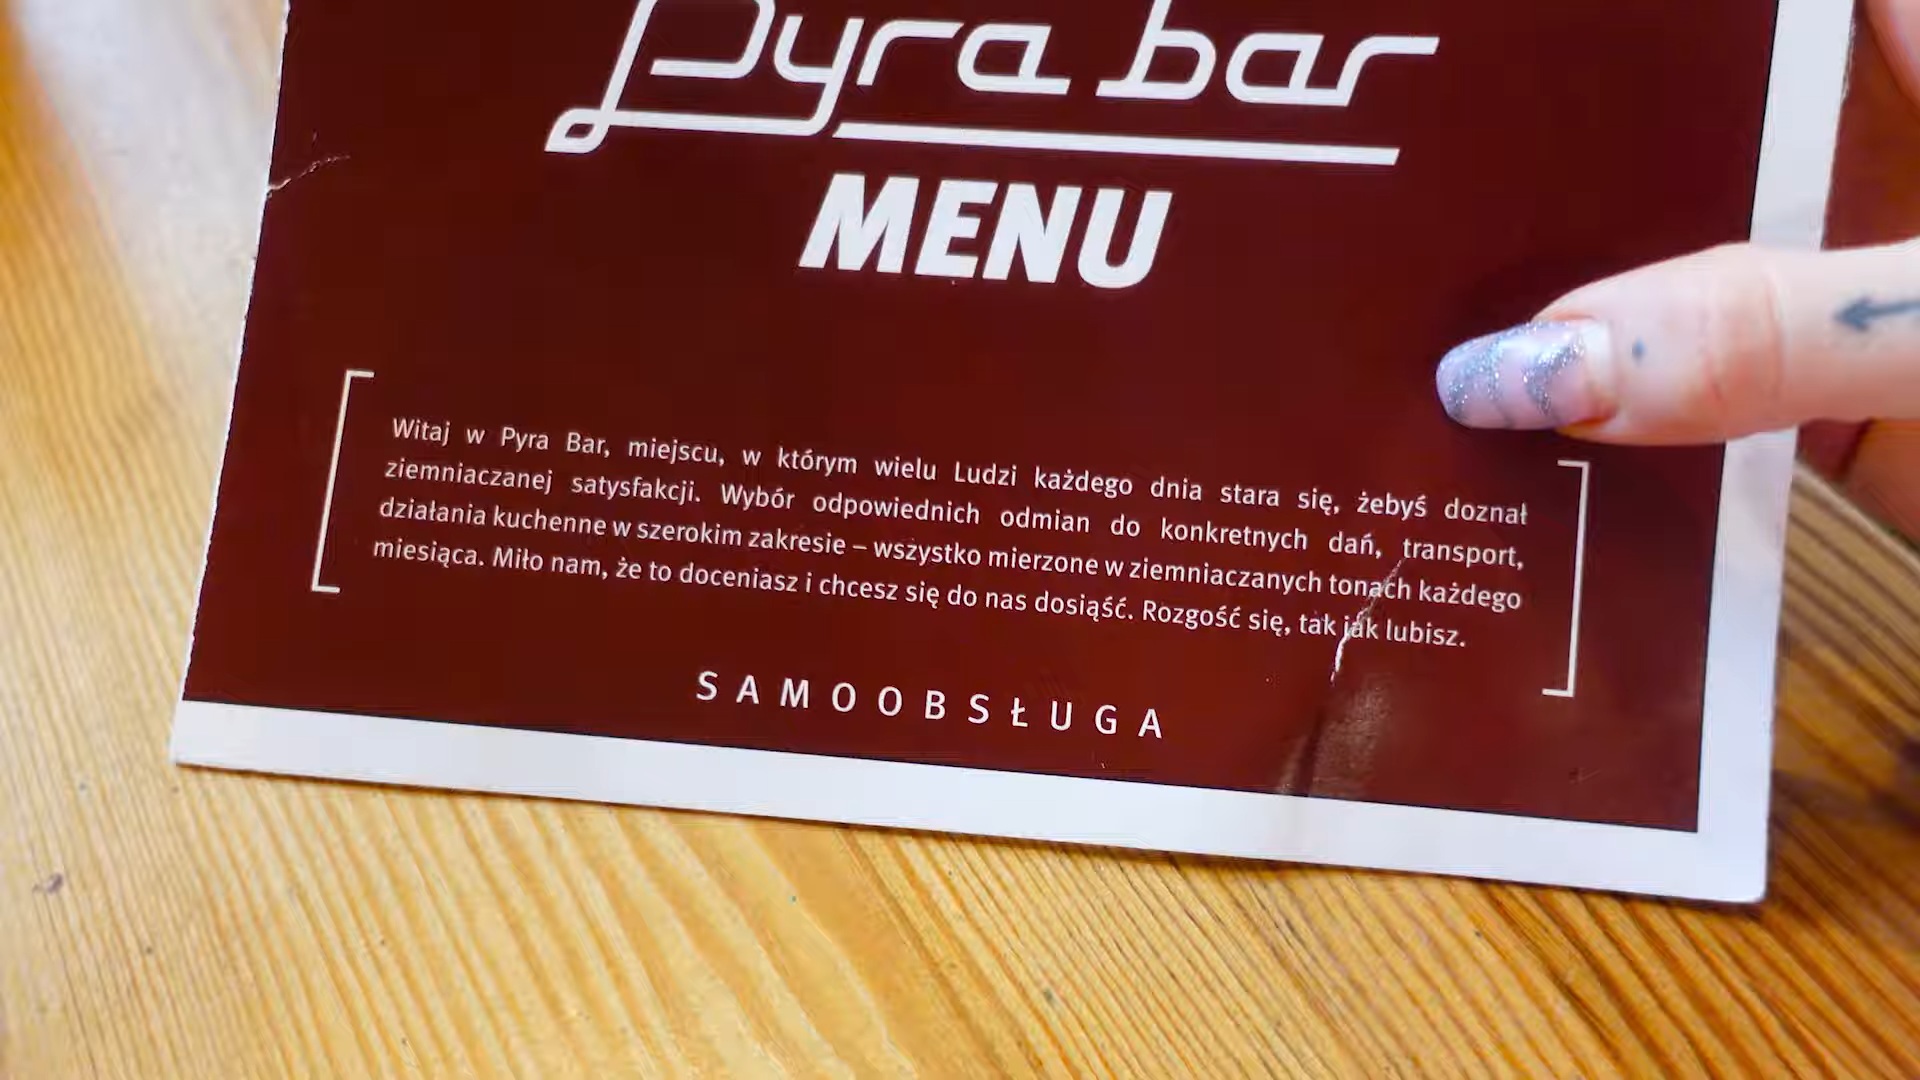 Pyra bar
MENU
Witaj w Pyra Bar, miejscu, w którym wielu Ludzi każdego dnia stara się, żebyś doznał
ziemniaczanej satysfakcji. Wybór odpowiednich odmian do konkretnych dań, transport,
działania kuchenne w szerokim zakresie – wszystko mierzone w ziemniaczanych tonach każdego
miesiąca. Miło nam, że to doceniasz i chcesz się do nas dosiąść. Rozgość się, tak jak lubisz.
SAMOOBSŁUGA